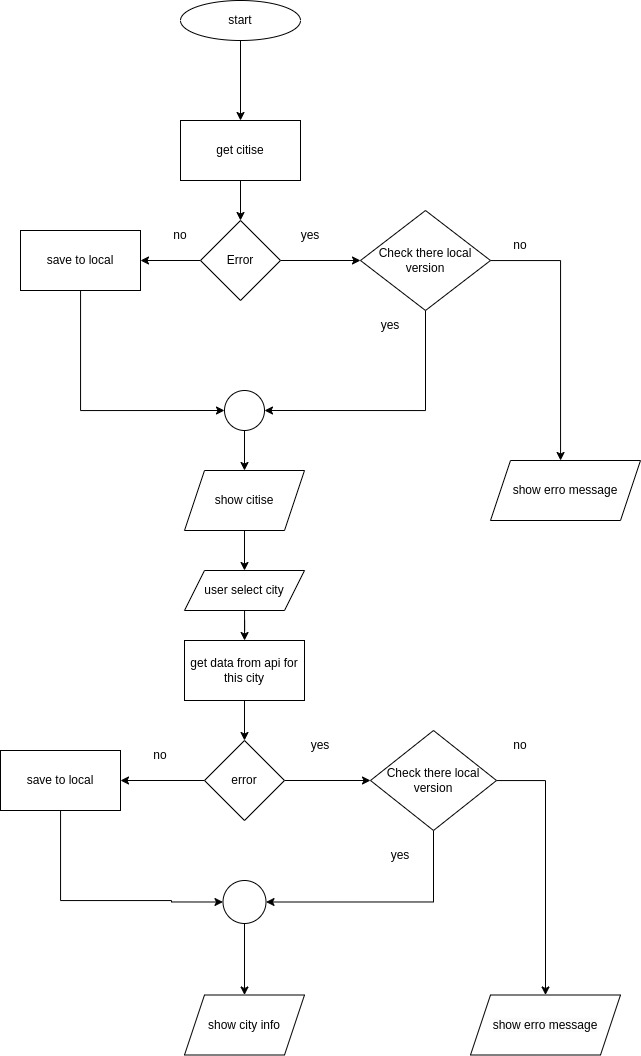 start
get citise
no
Error
yes
Check there local
version
no
save to local
yes
show citise
show erro message
user select city
get data from api for
this city
no
error
yes
Check there local
version
no
save to local
yes
show city info
show erro message